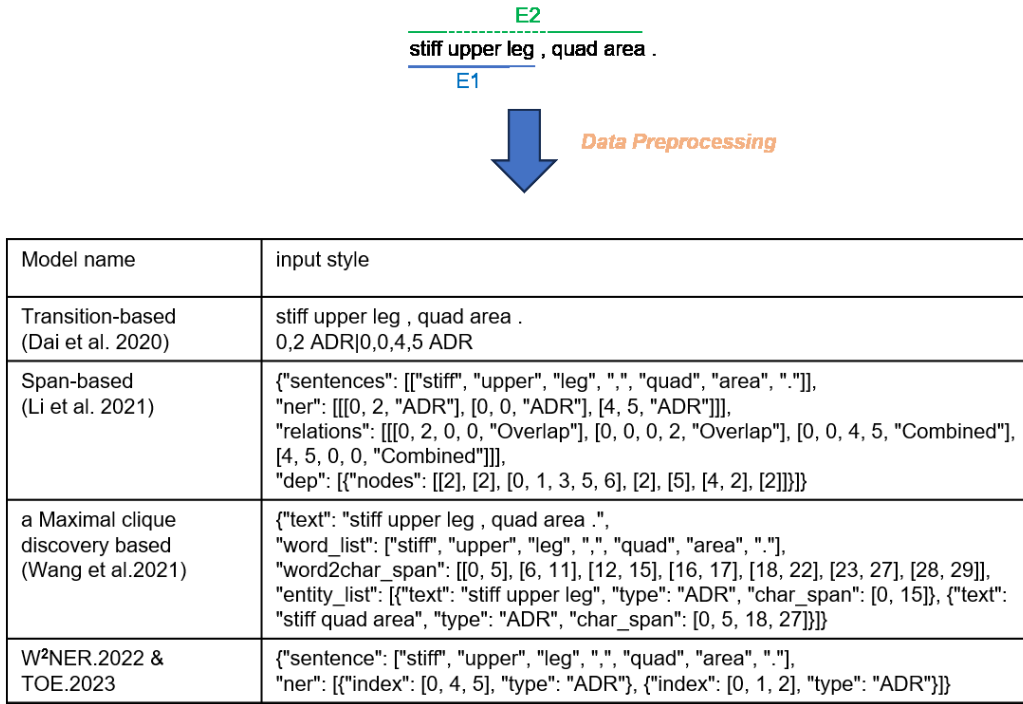 E2
stiff upper leg , quad area .
E1
Data Preprocessing
Model name
input style
Transition-based
(Dai et al. 2020)
stiff upper leg , quad area .
0,2 ADR|0,0,4,5 ADR
Span-based
(Li et al. 2021)
{"sentences": [["stiff", "upper", "leg", ",", "quad", "area", "."]],
"ner": [[[0, 2, "ADR"], [0, 0, "ADR"], [4, 5, "ADR"]]],
"relations": [[[0, 2, 0, 0, "Overlap"], [0, 0, 0, 2, "Overlap"], [0, 0, 4, 5, "Combined"],
[4, 5, 0, 0, "Combined"]]],
"dep": [{"nodes": [[2], [2], [0, 1, 3, 5, 6], [2], [5], [4, 2], [2]]}]}
a Maximal clique
discovery based
(Wang et al.2021)
{"text": "stiff upper leg , quad area .",
"word_list": ["stiff", "upper", "leg", ",", "quad", "area", "."],
"word2char_span": [[0, 5], [6, 11], [12, 15], [16, 17], [18, 22], [23, 27], [28, 29]],
"entity_list": [{"text": "stiff upper leg", "type": "ADR", "char_span": [0, 15]}, {"text":
"stiff quad area", "type": "ADR", "char_span": [0, 5, 18, 27]}]}
W²NER.2022 &
TOE.2023
{"sentence": ["stiff", "upper", "leg", ",", "quad", "area", "."],
"ner": [{"index": [0, 4, 5], "type": "ADR"}, {"index": [0, 1, 2], "type": "ADR"}]}